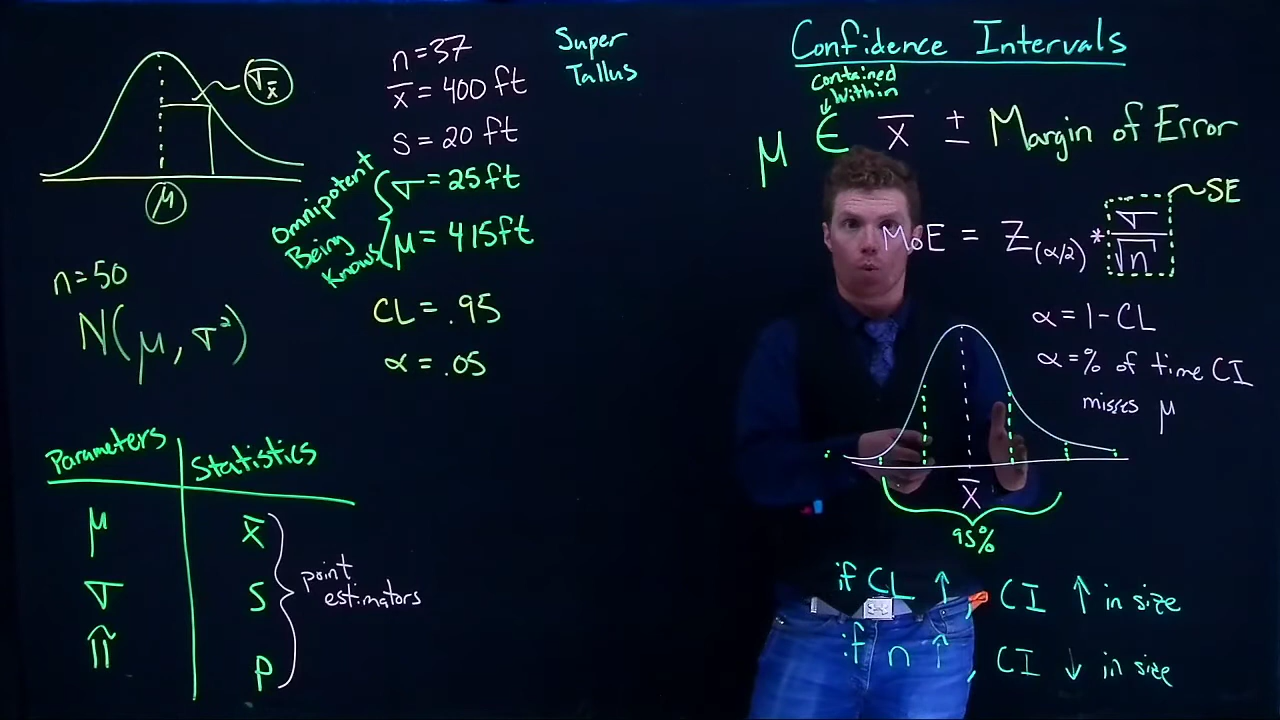 σx̄
μ
n=50
N(μ, σ²)
n=37
x̄ = 400 ft
s = 20 ft
Omnipotent
Being
Knows
σ = 25 ft
μ = 415 ft
CL = .95
α = .05
Super
Tallus
Parameters Statistics
μ x̄
σ s
π p
point
estimators
Confidence Intervals
contained
within
μ ∈ x̄ ± Margin of Error
MoE = Z(α/2) * σ/√n
SE
α = 1 - CL
α = % of time CI
misses μ
x̄
95%
if CL ↑, CI ↑ in size
if n ↑, CI ↓ in size